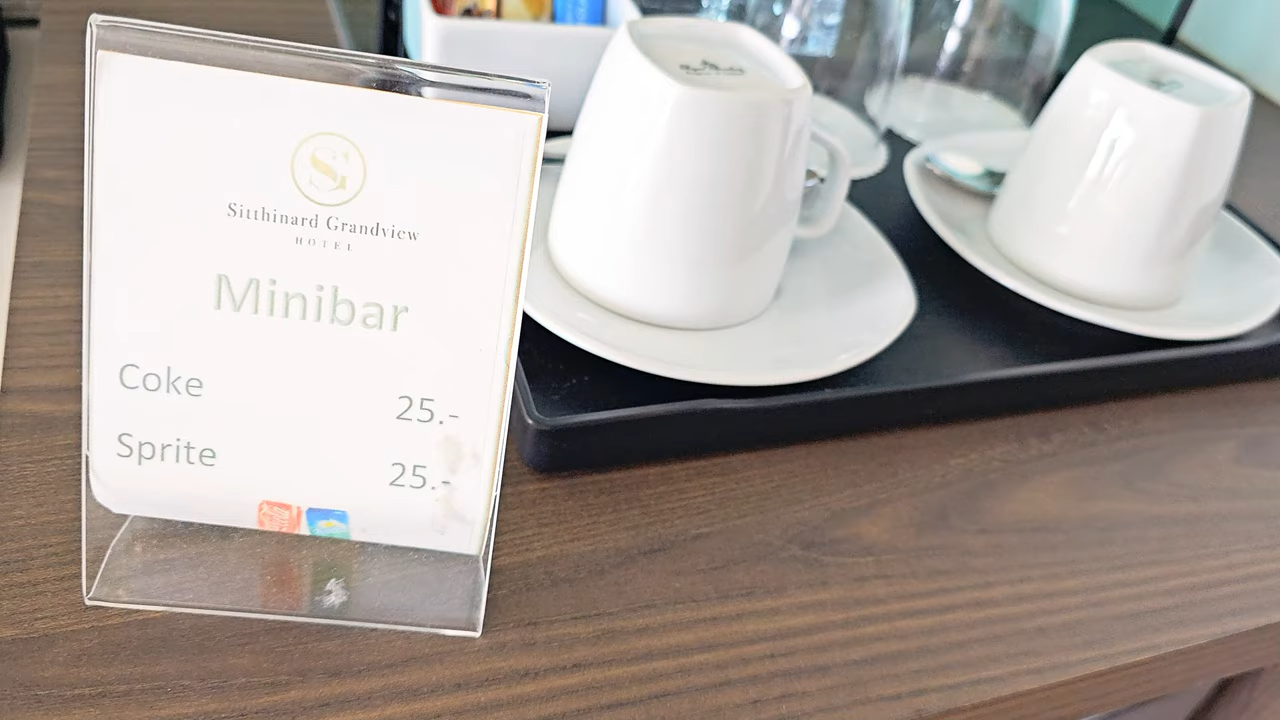 SG
Sitthinard Grandview
HOTEL
Minibar
Coke 25.-
Sprite 25.-